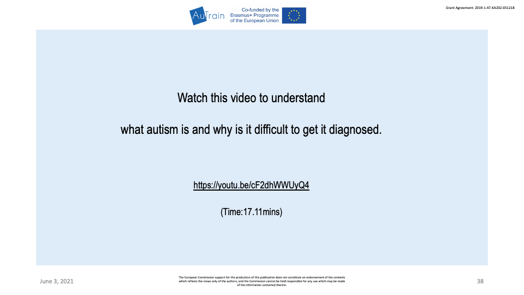 AuTrain
Co-funded by the
Erasmus+ Programme
of the European Union
Grant Agreement: 2019-1-AT-KA202-051218
Watch this video to understand
what autism is and why is it difficult to get it diagnosed.
https://youtu.be/cF2dhWWUyQ4
(Time:17.11mins)
June 3, 2021
The European Commission support for the production of this publication does not constitute an endorsement of the contents
which reflects the views only of the authors, and the Commission cannot be held responsible for any use which may be made
of the information contained therein.
38